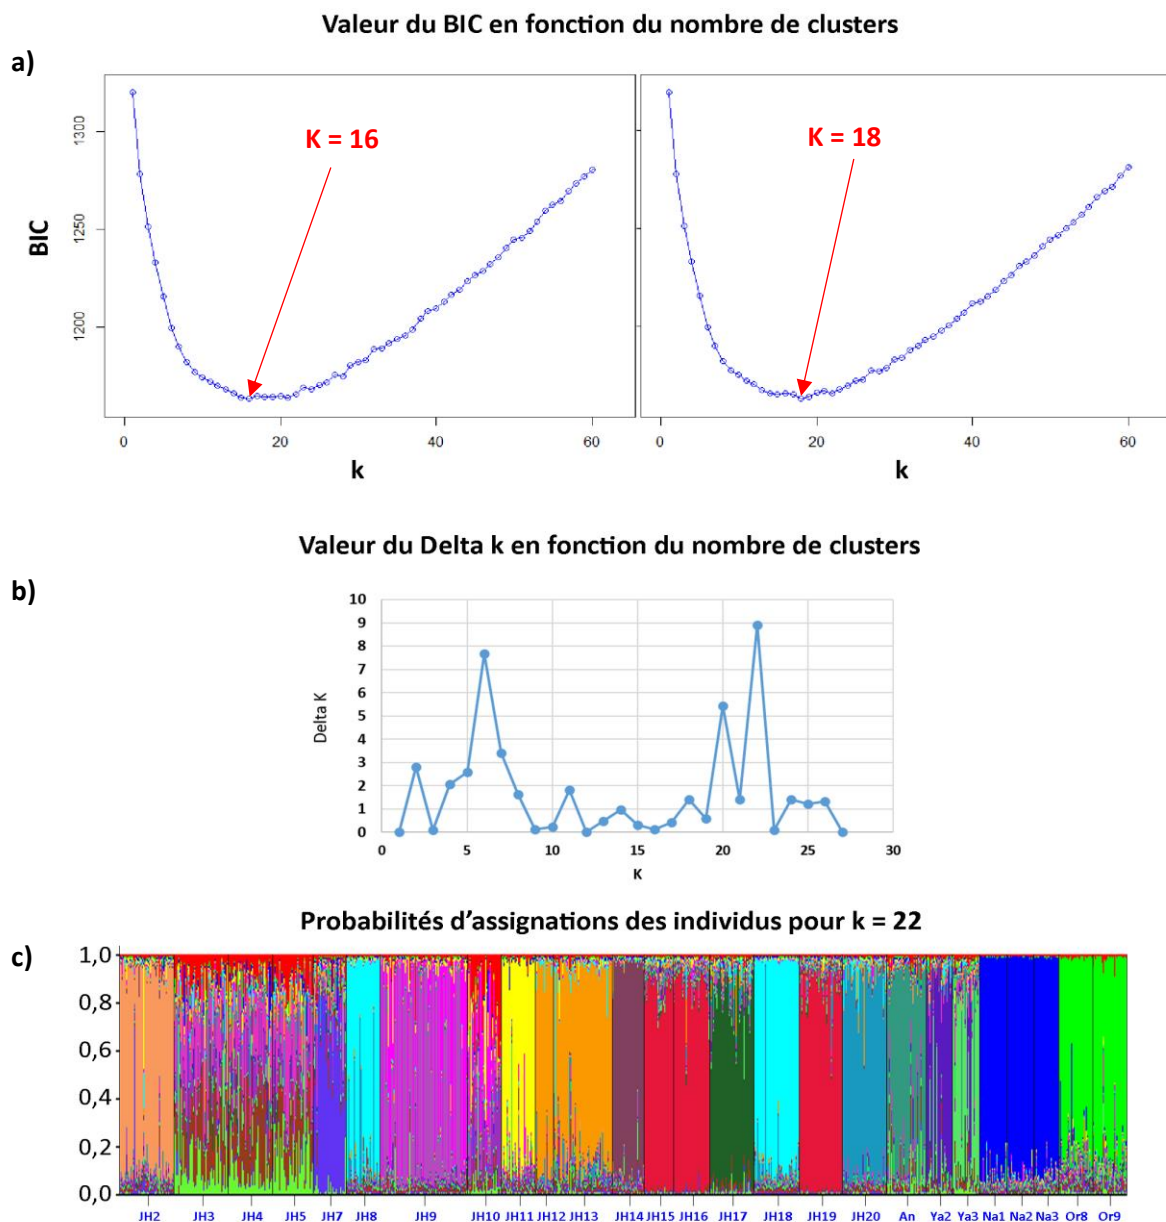 Valeur du BIC en fonction du nombre de clusters
a)
K = 16
K = 18
BIC
1300
1250
1200
0 20 40 60
0 20 40 60
k
k
Valeur du Delta k en fonction du nombre de clusters
b)
Delta K
10
9
8
7
6
5
4
3
2
1
0
0 5 10 15 20 25 30
K
Probabilités d'assignations des individus pour k = 22
c)
1,0
0,8
0,6
0,4
0,2
0,0
JH2 JH3 JH4 JH5 JH7 JH8 JH9 JH10 JH11 JH12 JH13 JH14 JH15 JH16 JH17 JH18 JH19 JH20 An Ya2 Ya3 Na1 Na2 Na3 Or8 Or9